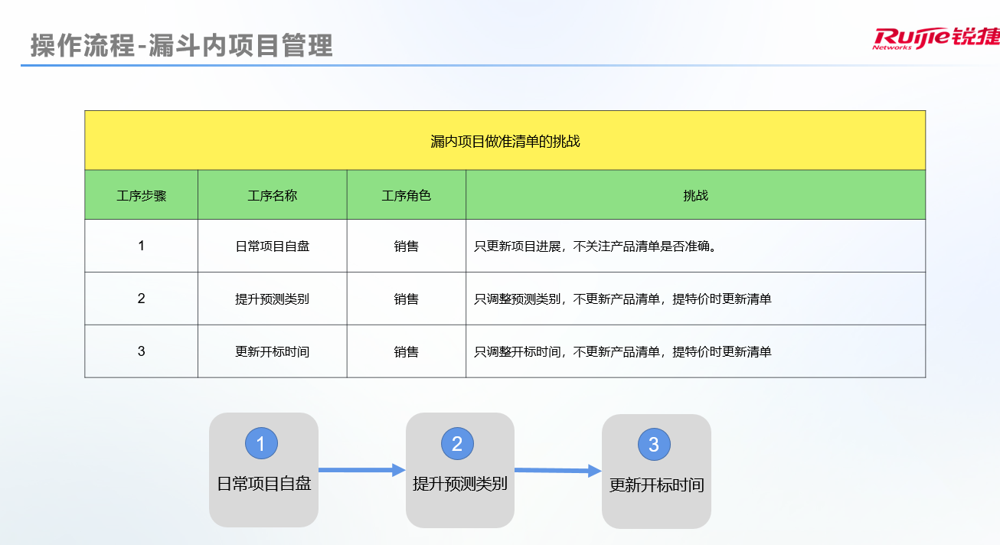 操作流程-漏斗内项目管理
Ruijie锐捷
Networks
漏内项目做准清单的挑战
工序步骤 工序名称 工序角色 挑战
1 日常项目自盘 销售 只更新项目进展，不关注产品清单是否准确。
2 提升预测类别 销售 只调整预测类别，不更新产品清单，提特价时更新清单
3 更新开标时间 销售 只调整开标时间，不更新产品清单，提特价时更新清单
1
日常项目自盘
2
提升预测类别
3
更新开标时间